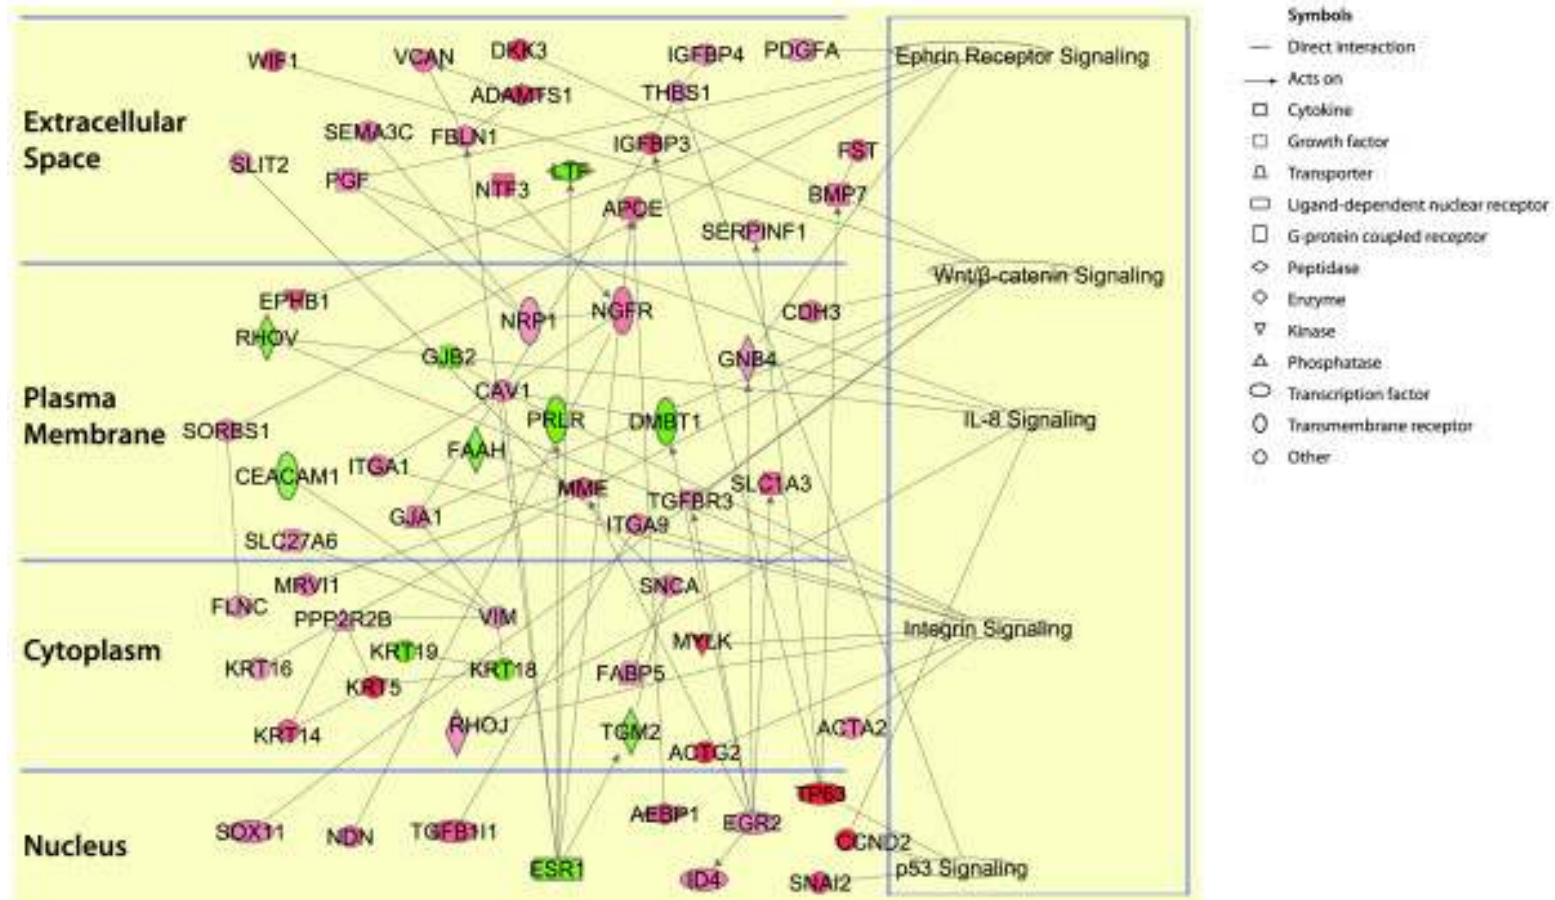 Extracellular
Space
WIF1
VCAN
DKK3
IGFBP4
PDGFA
ADAMTS1
THBS1
SEMA3C
FBLN1
IGFBP3
FST
SLIT2
PGF
NTF3
LTF
BMP7
APOE
SERPINF1
Plasma
Membrane
EPHB1
RHOV
NRP1
NGFR
CDH3
GJB2
GNB4
CAV1
SORBS1
PRLR
DMBT1
FAAH
CEACAM1
ITGA1
MME
TGFBR3
SLC1A3
GJA1
ITGA9
SLC27A6
Cytoplasm
MRVI1
SNCA
FLNC
PPP2R2B
VIM
KRT19
MYLK
KRT16
KRT18
FABP5
KRT5
KRT14
RHOJ
TGM2
ACTG2
ACTA2
Nucleus
TP63
SOX11
NDN
TGFB1I1
AEBP1
EGR2
CCND2
ESR1
ID4
SNAI2
Ephrin Receptor Signaling
Wnt/β-catenin Signaling
IL-8 Signaling
Integrin Signaling
p53 Signaling
Symbols
Direct interaction
Acts on
Cytokine
Growth factor
Transporter
Ligand-dependent nuclear receptor
G-protein coupled receptor
Peptidase
Enzyme
Kinase
Phosphatase
Transcription factor
Transmembrane receptor
Other